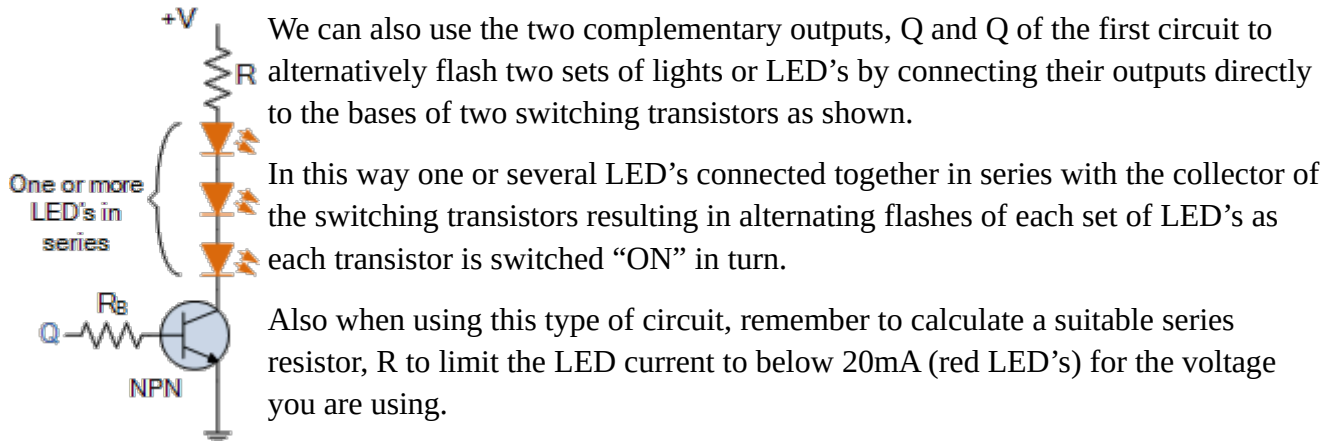 +V
R
One or more
LED's in
series
RB
Q
NPN
We can also use the two complementary outputs, Q and Q of the first circuit to
alternatively flash two sets of lights or LED’s by connecting their outputs directly
to the bases of two switching transistors as shown.
In this way one or several LED’s connected together in series with the collector of
the switching transistors resulting in alternating flashes of each set of LED’s as
each transistor is switched “ON” in turn.
Also when using this type of circuit, remember to calculate a suitable series
resistor, R to limit the LED current to below 20mA (red LED’s) for the voltage
you are using.